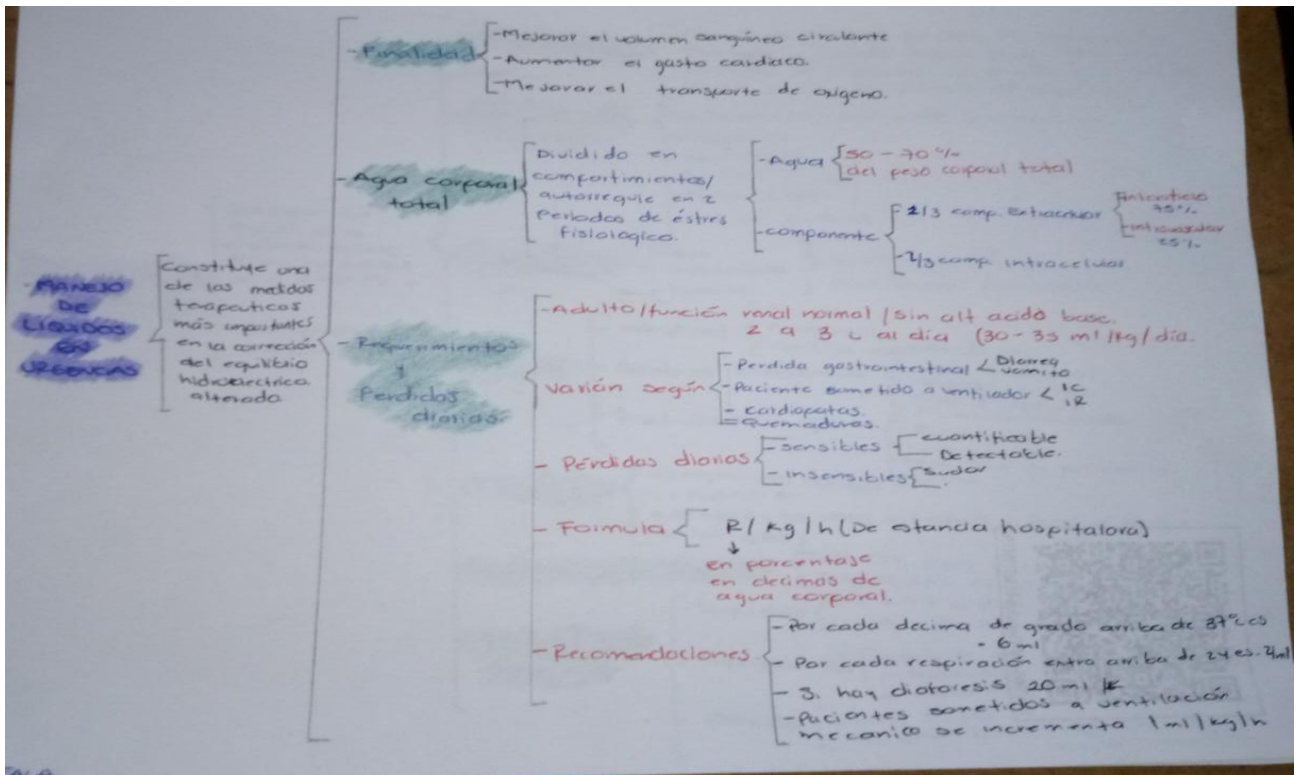 - MANEJO
DE
LIQUIDOS
EN
URGENCIAS
Constituye una
de las medidas
terapeuticas
más importantes
en la corrección
del equilibrio
hidroelectrico
alterado
- Finalidad
- Mejorar el volumen sanguíneo circulante
- Aumentar el gasto cardiaco.
- Mejorar el transporte de oxigeno.
- Agua corporal
total
Dividido en
compartimientos/
autorregule en 2
periodos de éstres
Fisiologico.
- Agua
50 - 70 %
del peso corporal total
- componente
- 1/3 comp. Extracelular
Intersticio
75%
- intravascular
25%
- 2/3 comp. intracelular
- Requerimientos
y
Perdidas
diarias.
- Adulto/función renal normal / sin alt acido base.
2 a 3 L al día (30 - 35 ml/kg/dia.
varión según
- Perdida gastrointestinal < Diarrea
vomito
- Paciente sometido a ventilador < IC
IR
- cardiopatas.
- Quemaduras.
- Pérdidas diarias
- sensibles
cuantificable
Detectable.
- insensibles { Sudor
- Formula
R/ Kg / h (De estancia hospitalaria)
↓
en porcentaje
en decimas de
agua corporal.
- Recomendaciones
- Por cada decima de grado arriba de 37°C es
- 6 ml
- Por cada respiración extra arriba de 24 es.
- Si hay diaforesis 20 ml
- Pacientes sometidos a ventilación
mecanica se incrementa 1 ml/kg/h